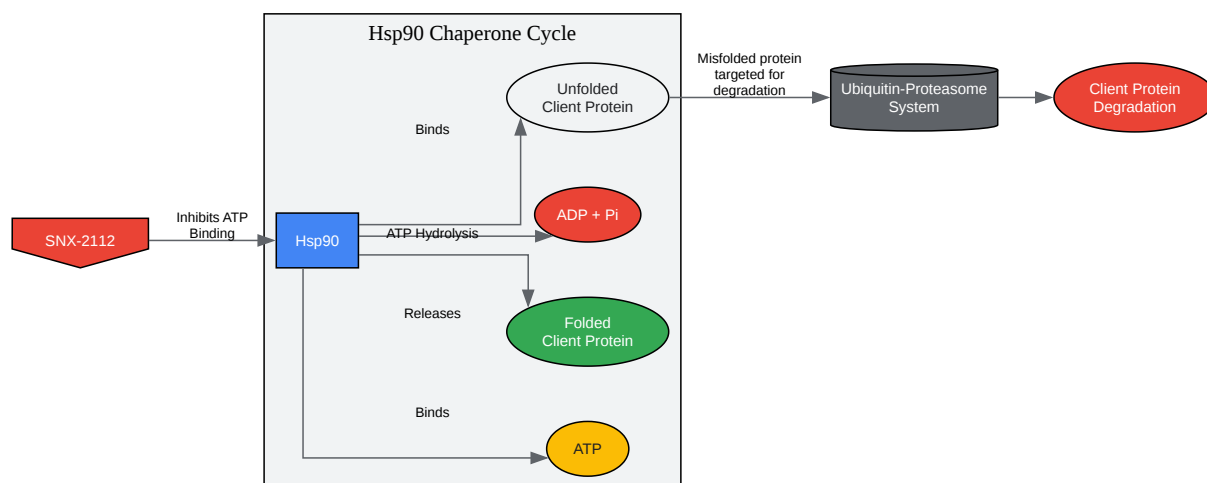 Hsp90 Chaperone Cycle
Unfolded
Client Protein
Misfolded protein
targeted for
degradation
Ubiquitin-Proteasome
System
Client Protein
Degradation
Binds
SNX-2112
Inhibits ATP
Binding
Hsp90
ATP Hydrolysis
ADP + Pi
Releases
Folded
Client Protein
Binds
ATP